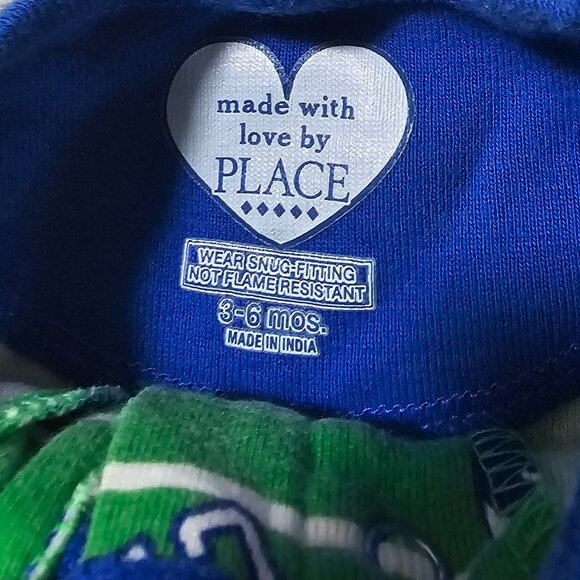 made with
love by
PLACE
WEAR SNUG-FITTING
NOT FLAME RESISTANT
3-6 mos.
MADE IN INDIA